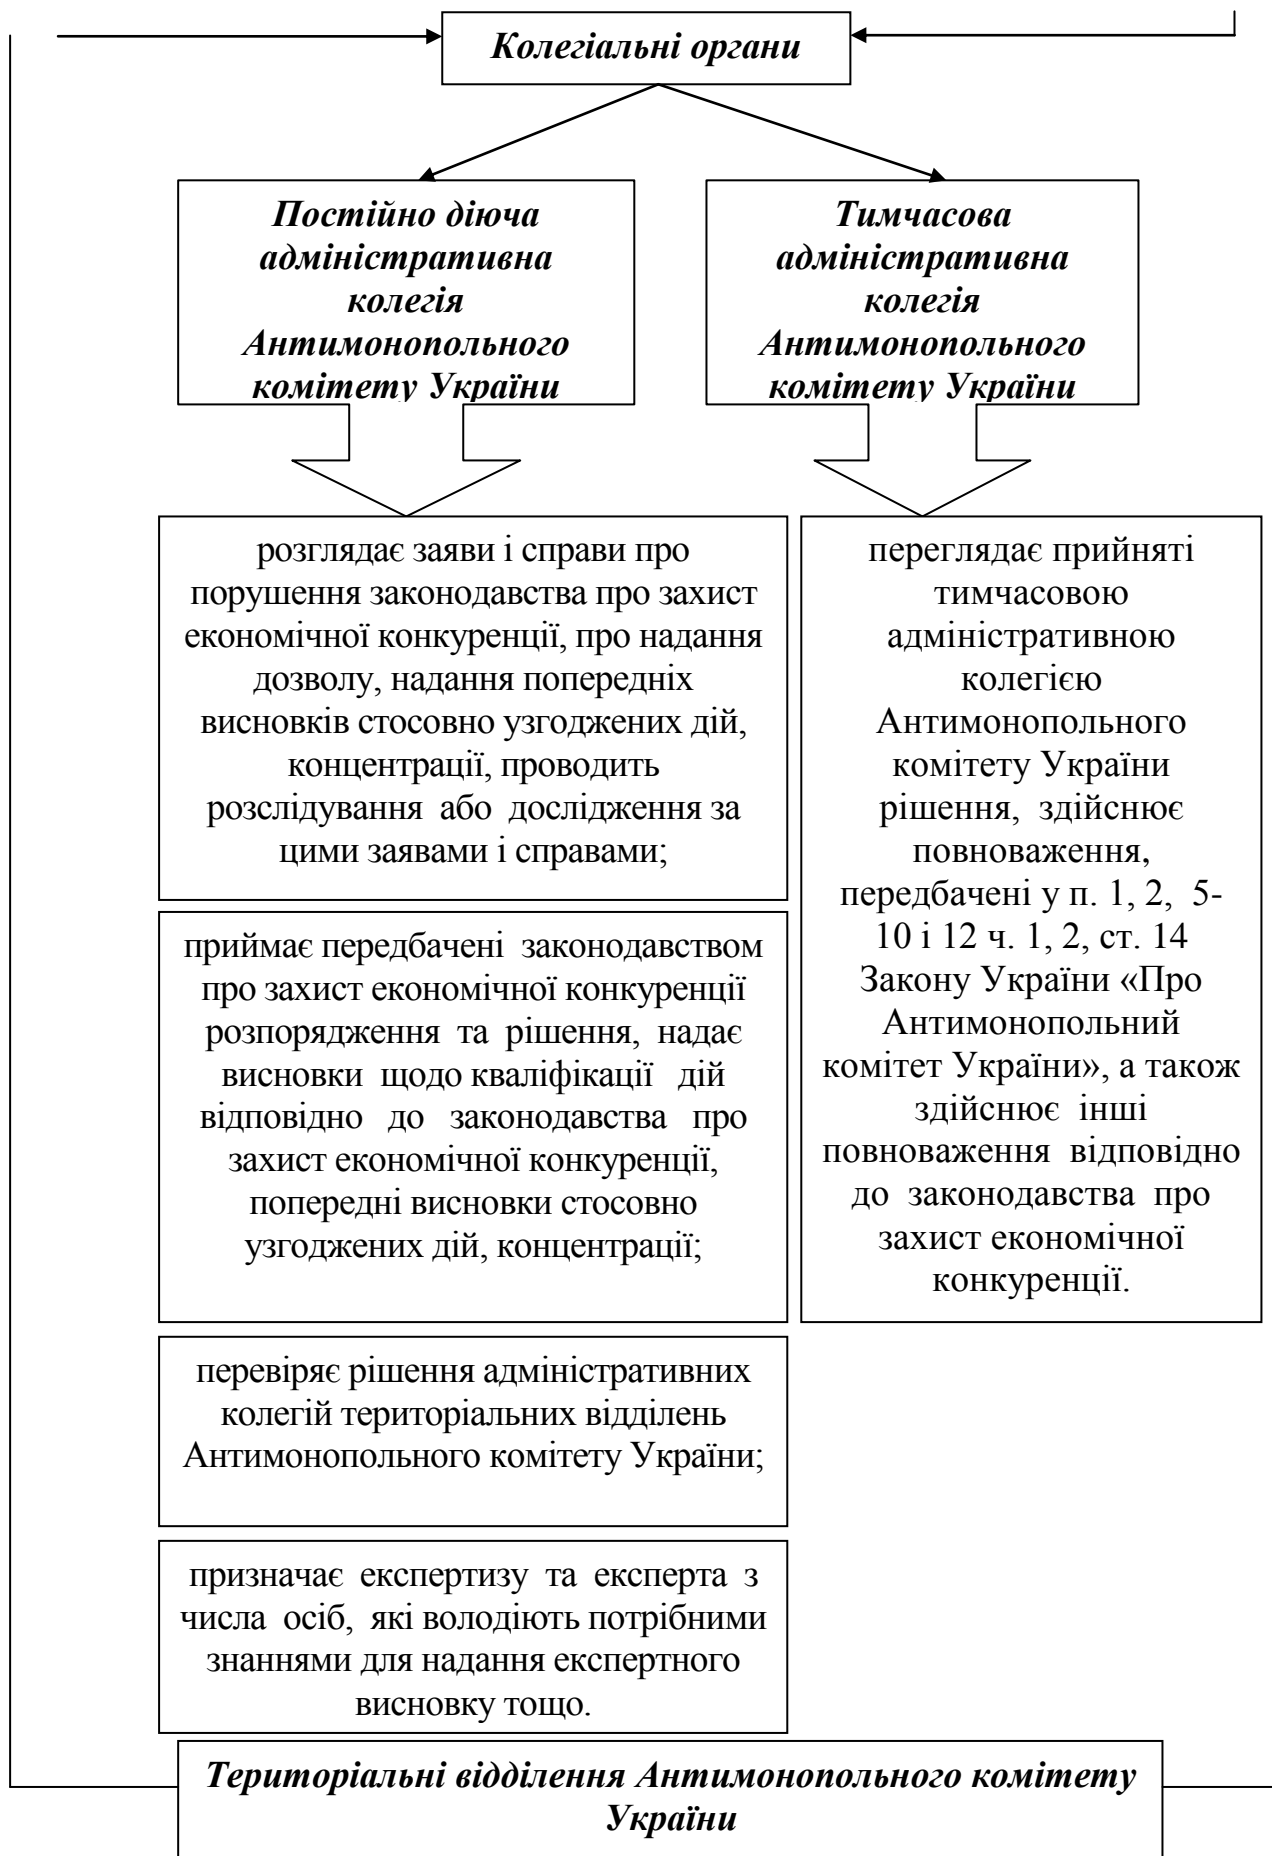 Колегіальні органи
Постійно діюча
адміністративна
колегія
Антимонопольного
комітету України
Тимчасова
адміністративна
колегія
Антимонопольного
комітету України
розглядає заяви і справи про
порушення законодавства про захист
економічної конкуренції, про надання
дозволу, надання попередніх
висновків стосовно узгоджених дій,
концентрації, проводить
розслідування або дослідження за
цими заявами і справами;
приймає передбачені законодавством
про захист економічної конкуренції
розпорядження та рішення, надає
висновки щодо кваліфікації дій
відповідно до законодавства про
захист економічної конкуренції,
попередні висновки стосовно
узгоджених дій, концентрації;
перевіряє рішення адміністративних
колегій територіальних відділень
Антимонопольного комітету України;
призначає експертизу та експерта з
числа осіб, які володіють потрібними
знаннями для надання експертного
висновку тощо.
переглядає прийняті
тимчасовою
адміністративною
колегією
Антимонопольного
комітету України
рішення, здійснює
повноваження,
передбачені у п. 1, 2, 5-
10 і 12 ч. 1, 2, ст. 14
Закону України «Про
Антимонопольний
комітет України», а також
здійснює інші
повноваження відповідно
до законодавства про
захист економічної
конкуренції.
Територіальні відділення Антимонопольного комітету
України